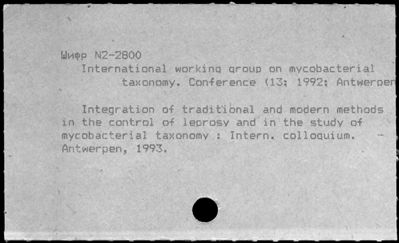 Шифр N2-2800
International working group on mycobacterial
taxonomy. Conference (13; 1992; Antwerpen
Integration of traditional and modern methods
in the control of leprosy and in the study of
mycobacterial taxonomy : Intern. colloquium. -
Antwerpen, 1993.